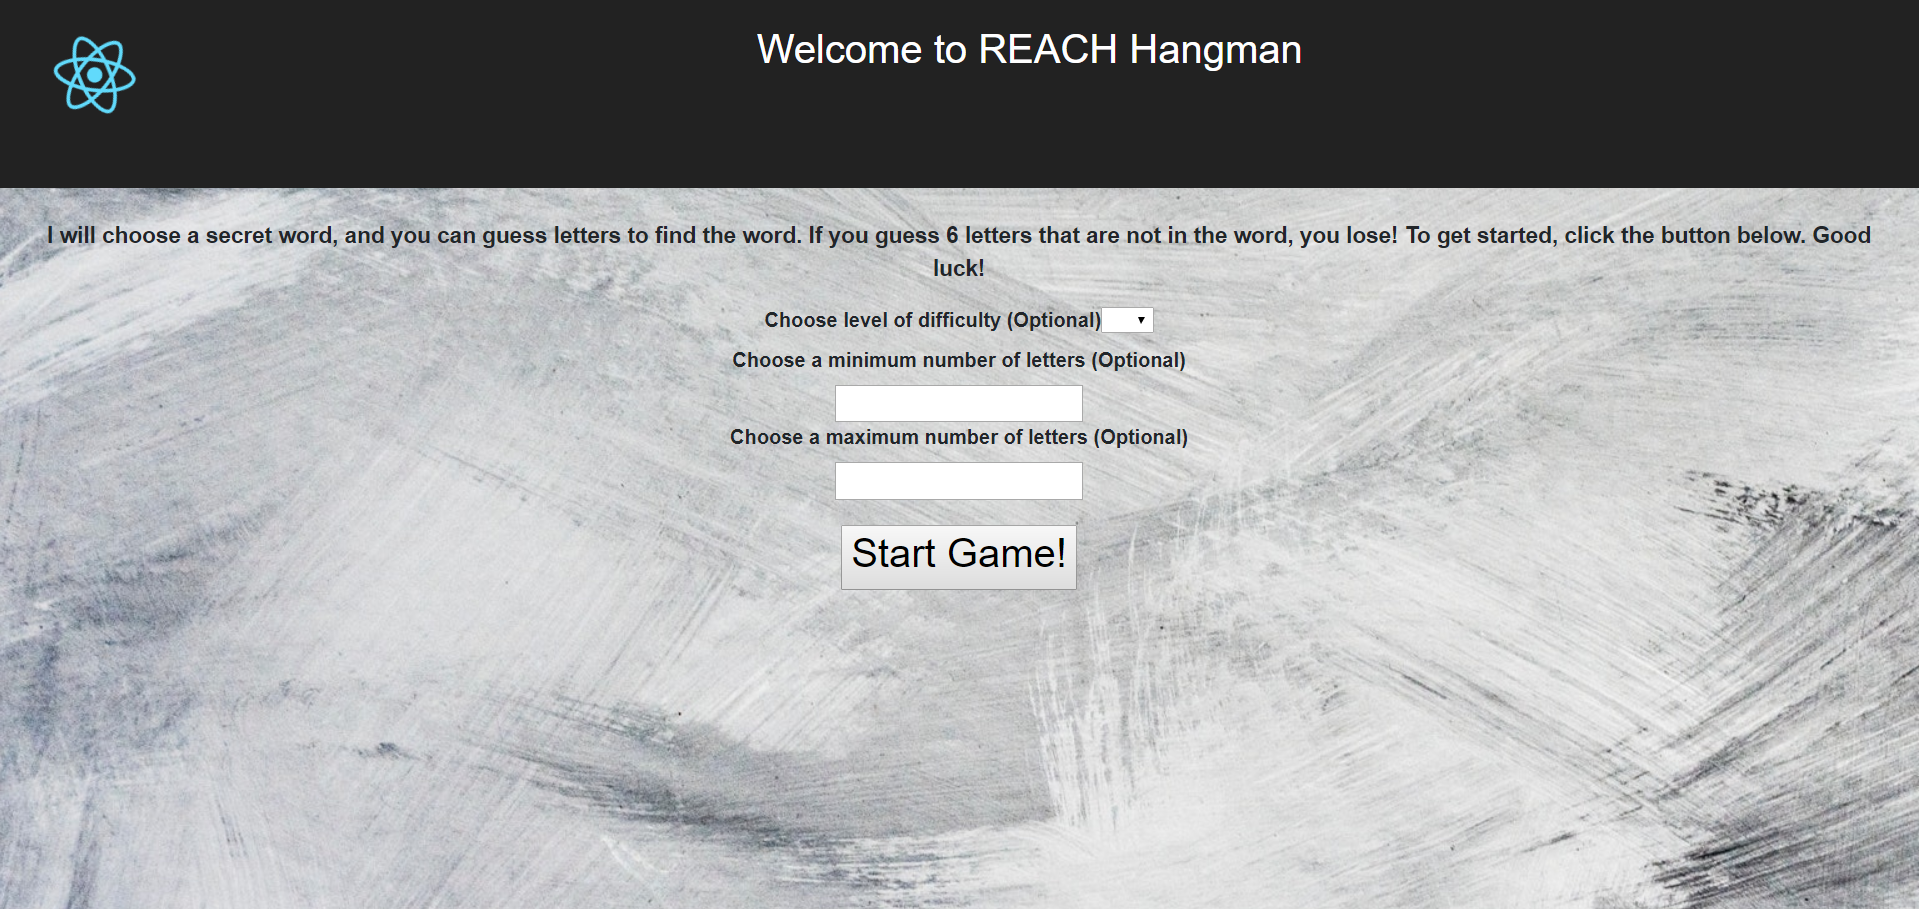 Welcome to REACH Hangman
I will choose a secret word, and you can guess letters to find the word. If you guess 6 letters that are not in the word, you lose! To get started, click the button below. Good
luck!
Choose level of difficulty (Optional)
Choose a minimum number of letters (Optional)
Choose a maximum number of letters (Optional)
Start Game!